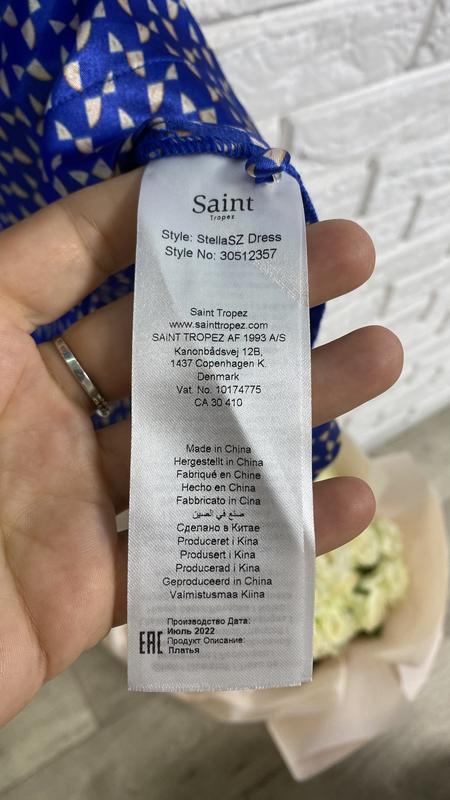 Saint
Tropez
Style: StellaSZ Dress
Style No: 30512357
Saint Tropez
www.sainttropez.com
SAINT TROPEZ AF 1993 A/S
Kanonbådsvej 12B,
1437 Copenhagen K.
Denmark
Vat. No. 10174775
CA 30 410
Made in China
Hergestellt in Cina
Fabriqué en Chine
Hecho en China
Fabbricato in Cina
صنع في الصين
Сделано в Китае
Produceret i Kina
Produsert i Kina
Producerad i Kina
Geproduceerd in China
Valmistusmaa Kiina
Производство Дата:
Июль 2022
EAC Продукт Описание:
Платья